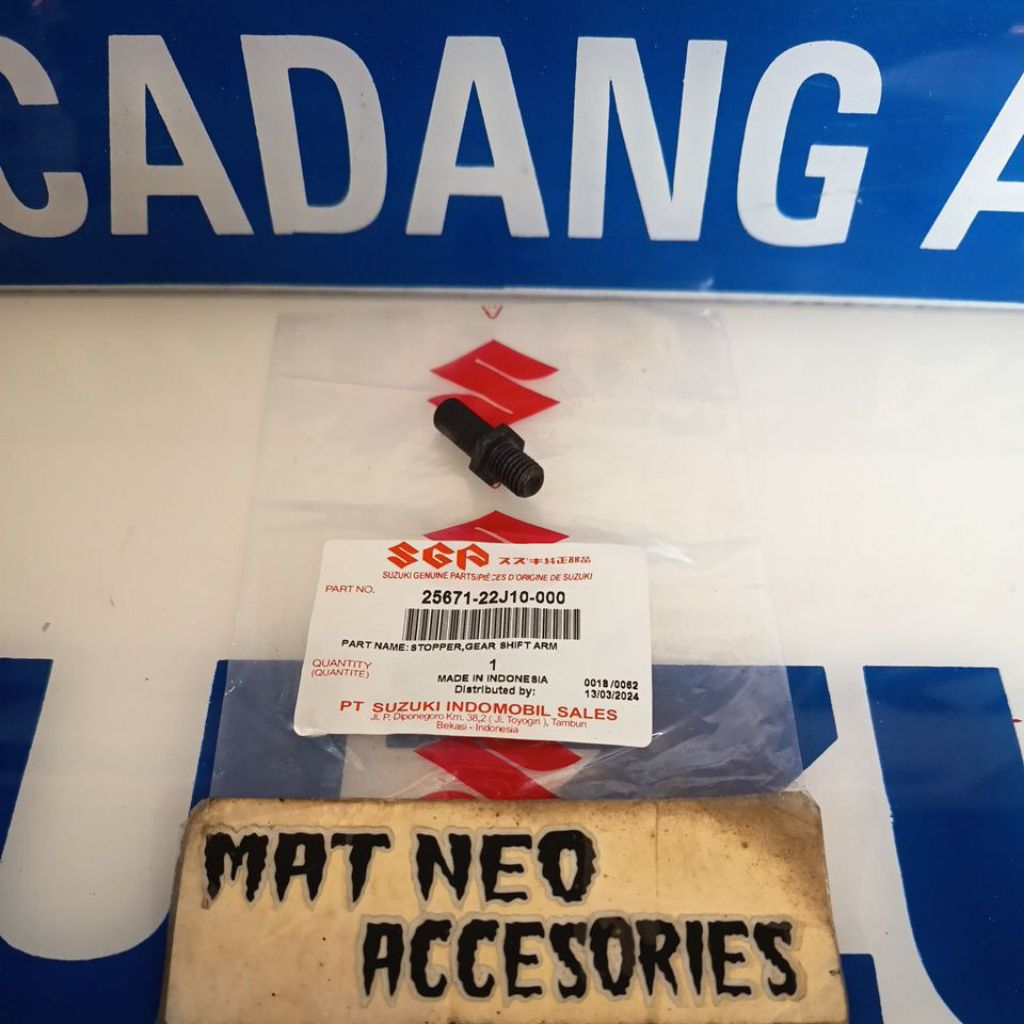 CADANG A
SGP スズキ純正部品
SUZUKI GENUINE PARTS/PIÈCES D'ORIGINE DE SUZUKI
PART NO. 25671-22J10-000
PART NAME: STOPPER,GEAR SHIFT ARM
QUANTITY 1
(QUANTITE)
MADE IN INDONESIA
Distributed by:
001B/0062
13/03/2024
PT SUZUKI INDOMOBIL SALES
Jl. P. Diponegoro Km. 38,2 ( Jl. Toyogiri ), Tambun
Bekasi - Indonesia
MAT NEO
ACCESORIES